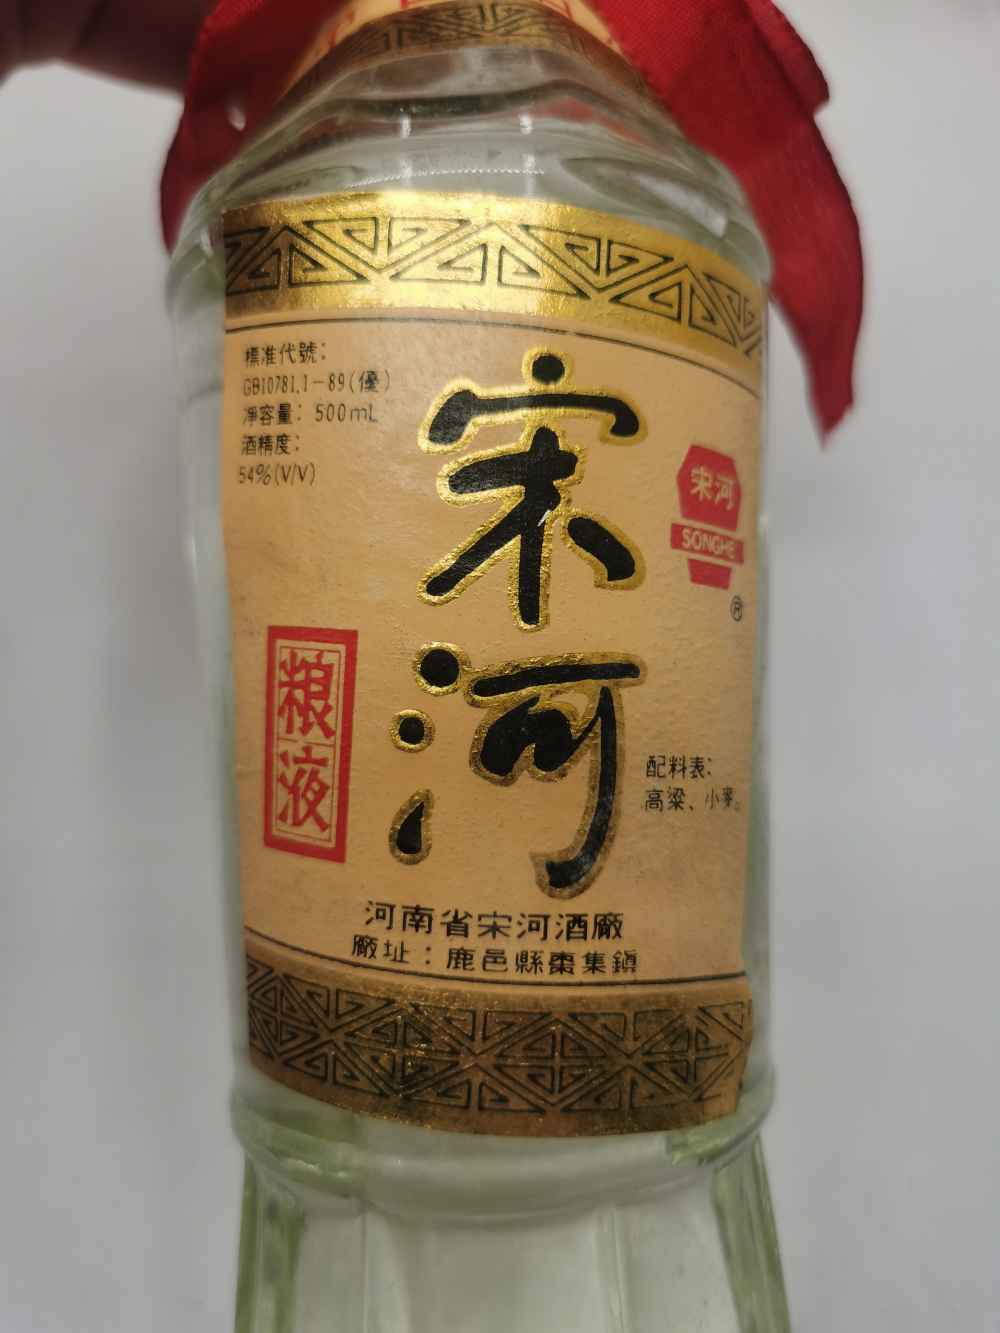 標准代號:
GB10781.1-89(優)
淨容量: 500mL
酒精度:
54%(V/V)
宋河
宋河
SONGHE
®
粮液
配料表:
高粱、小麥。
河南省宋河酒廠
廠址:鹿邑縣棗集鎮